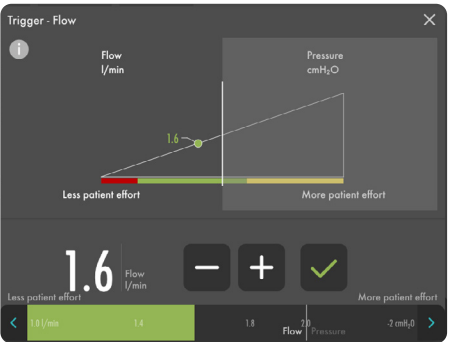 Trigger - Flow
Flow
l/min
Pressure
cmH₂O
1.6
Less patient effort
More patient effort
1.6
Flow
l/min
Less patient effort
More patient effort
1.0 l/min
1.4
1.8
2.0
-2 cmH₂0
Flow
Pressure